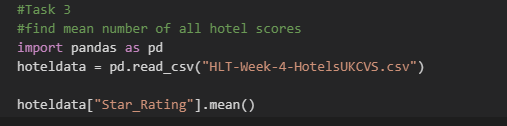 #Task 3
#find mean number of all hotel scores
import pandas as pd
hoteldata = pd.read_csv("HLT-Week-4-HotelsUKCVS.csv")
hoteldata["Star_Rating"].mean()